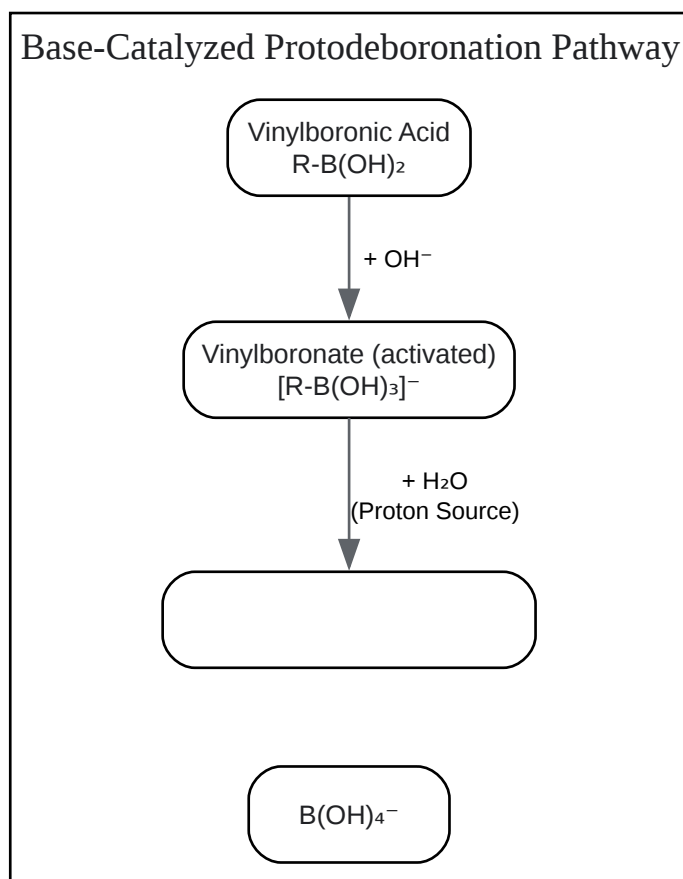 Base-Catalyzed Protodeboronation Pathway
Vinylboronic Acid
R-B(OH)₂
+ OH⁻
Vinylboronate (activated)
[R-B(OH)₃]⁻
+ H₂O
(Proton Source)
B(OH)₄⁻